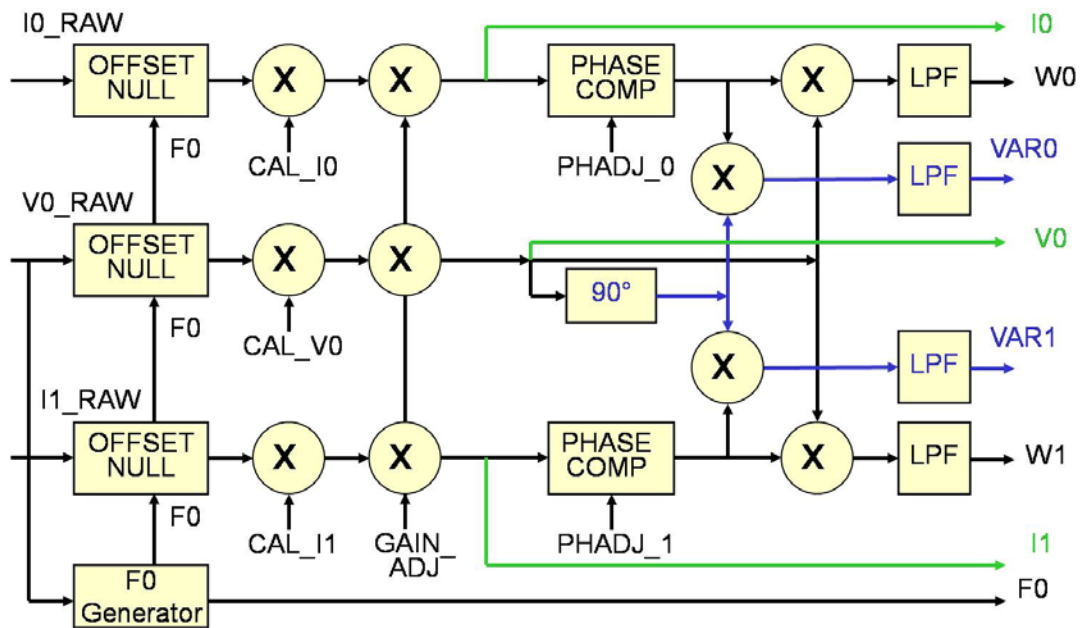 I0_RAW
OFFSET
NULL
X
X
PHASE
COMP
X
LPF
I0
W0
F0
CAL_I0
PHADJ_0
X
LPF
VAR0
V0_RAW
OFFSET
NULL
X
X
V0
90°
F0
CAL_V0
X
LPF
VAR1
I1_RAW
OFFSET
NULL
X
X
PHASE
COMP
X
LPF
W1
F0
CAL_I1
GAIN_
ADJ
PHADJ_1
I1
F0
Generator
F0